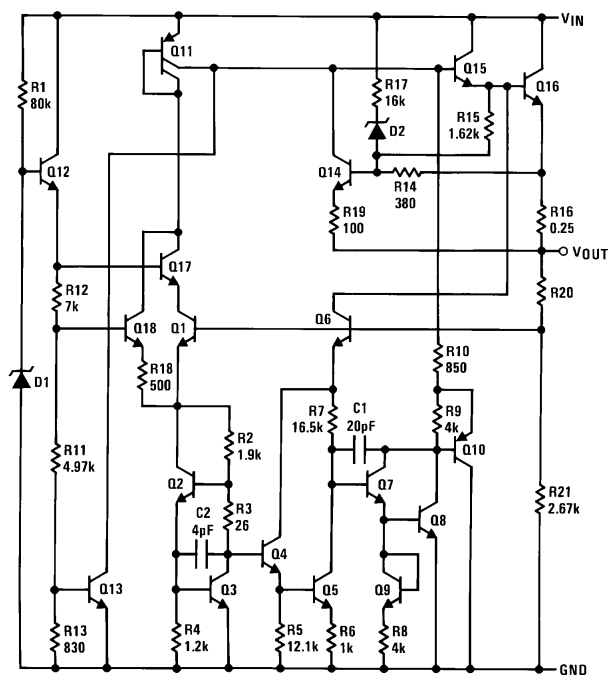 VIN
Q11
Q15
Q16
R1
80k
R17
16k
R15
1.62k
D2
Q12
Q14
R14
380
R19
100
R16
0.25
VOUT
Q17
R12
7k
R20
Q18
Q1
Q6
R18
500
R10
850
D1
R7
16.5k
C1
20pF
R9
4k
Q10
R2
1.9k
R11
4.97k
Q2
Q7
R21
2.67k
R3
26
Q8
C2
4pF
Q4
Q13
Q3
Q5
Q9
R13
830
R4
1.2k
R5
12.1k
R6
1k
R8
4k
GND